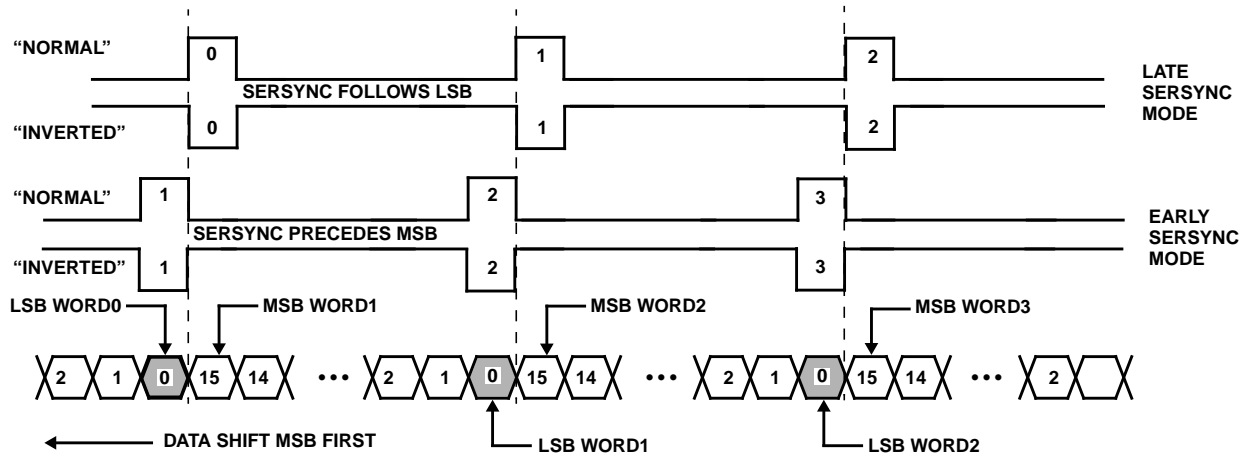 “NORMAL” 0 1 2
SERSYNC FOLLOWS LSB
“INVERTED” 0 1 2
LATE
SERSYNC
MODE
“NORMAL” 1 2 3
SERSYNC PRECEDES MSB
“INVERTED” 1 2 3
EARLY
SERSYNC
MODE
LSB WORD0 MSB WORD1 MSB WORD2 MSB WORD3
2 1 0 15 14 ••• 2 1 0 15 14 ••• 2 1 0 15 14 ••• 2
DATA SHIFT MSB FIRST LSB WORD1 LSB WORD2